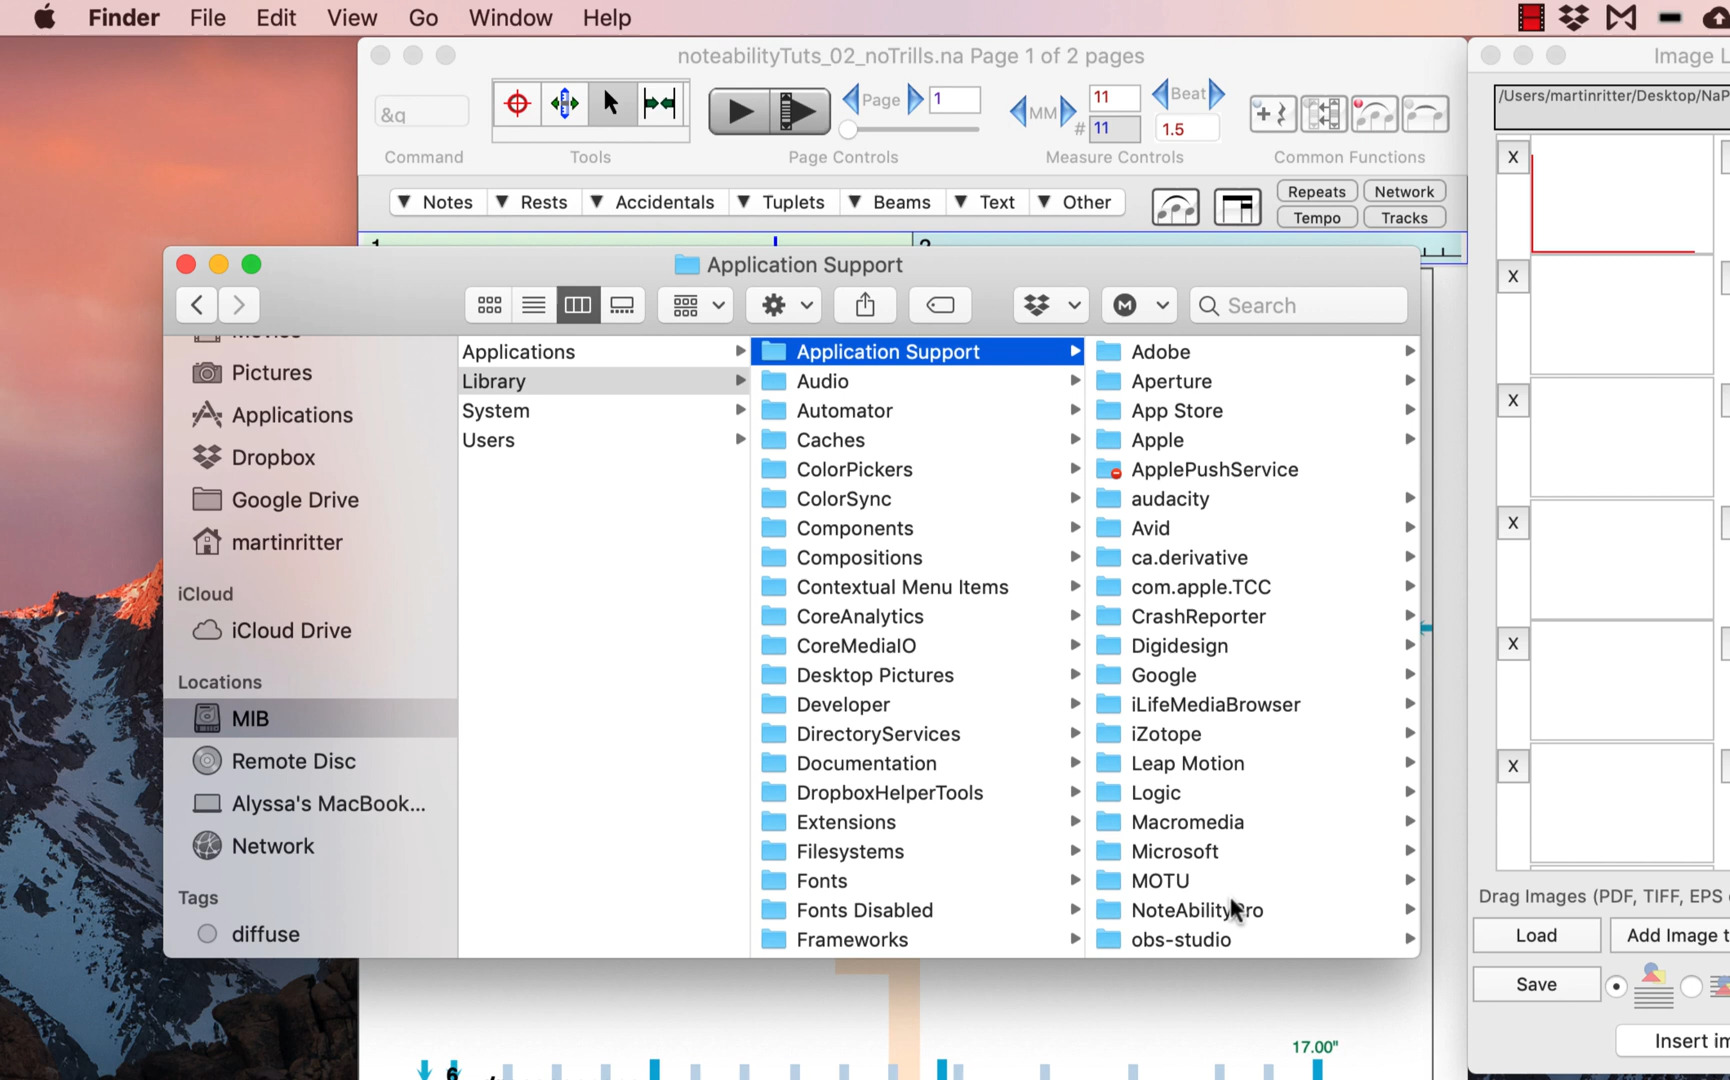 Finder File Edit View Go Window Help
noteabilityTuts_02_noTrills.na Page 1 of 2 pages
Image L
/Users/martinritter/Desktop/NaP
&q
Page 1
MM
11
# 11
Beat
1.5
Command Tools Page Controls Measure Controls Common Functions
Notes Rests Accidentals Tuplets Beams Text Other
Repeats Network
Tempo Tracks
1
Application Support
Search
Pictures
Applications
Dropbox
Google Drive
martinritter
iCloud
iCloud Drive
Locations
MIB
Remote Disc
Alyssa's MacBook...
Network
Tags
diffuse
Applications
Library
System
Users
Application Support
Audio
Automator
Caches
ColorPickers
ColorSync
Components
Compositions
Contextual Menu Items
CoreAnalytics
CoreMediaIO
Desktop Pictures
Developer
DirectoryServices
Documentation
DropboxHelperTools
Extensions
Filesystems
Fonts
Fonts Disabled
Frameworks
Adobe
Aperture
App Store
Apple
ApplePushService
audacity
Avid
ca.derivative
com.apple.TCC
CrashReporter
Digidesign
Google
iLifeMediaBrowser
iZotope
Leap Motion
Logic
Macromedia
Microsoft
MOTU
NoteAbilityPro
obs-studio
X
X
X
X
X
X
Drag Images (PDF, TIFF, EPS
Load
Add Image t
Save
Insert im
17.00"
6